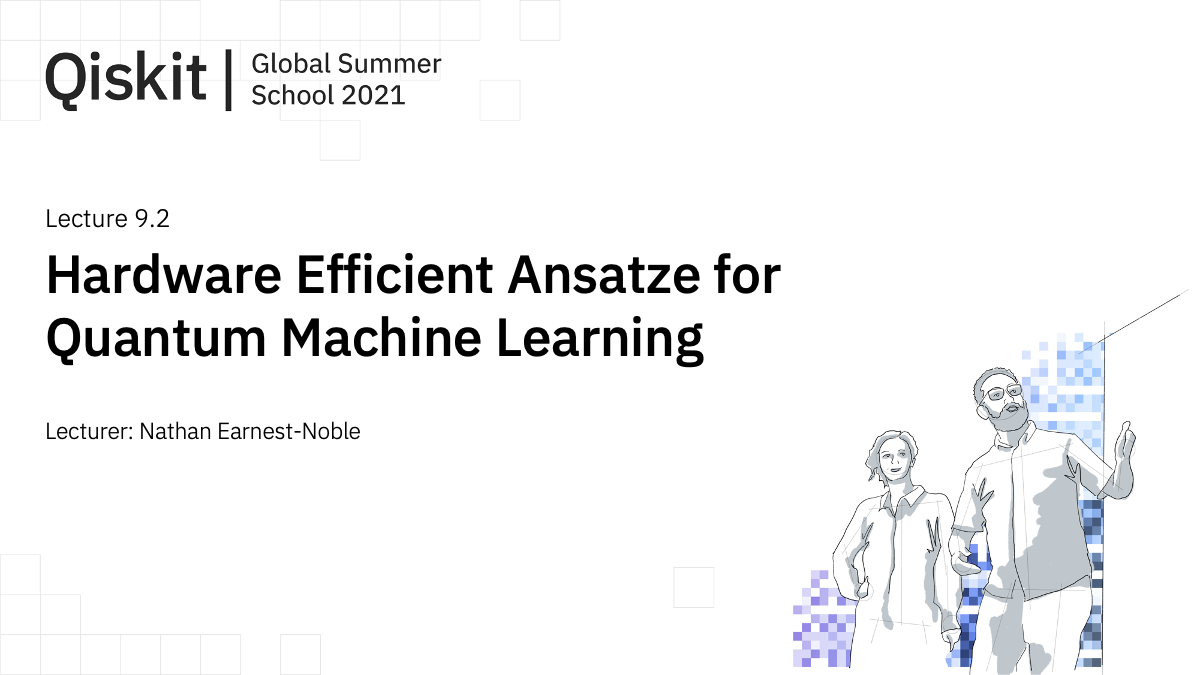 Qiskit | Global Summer
School 2021
Lecture 9.2
Hardware Efficient Ansatze for
Quantum Machine Learning
Lecturer: Nathan Earnest-Noble